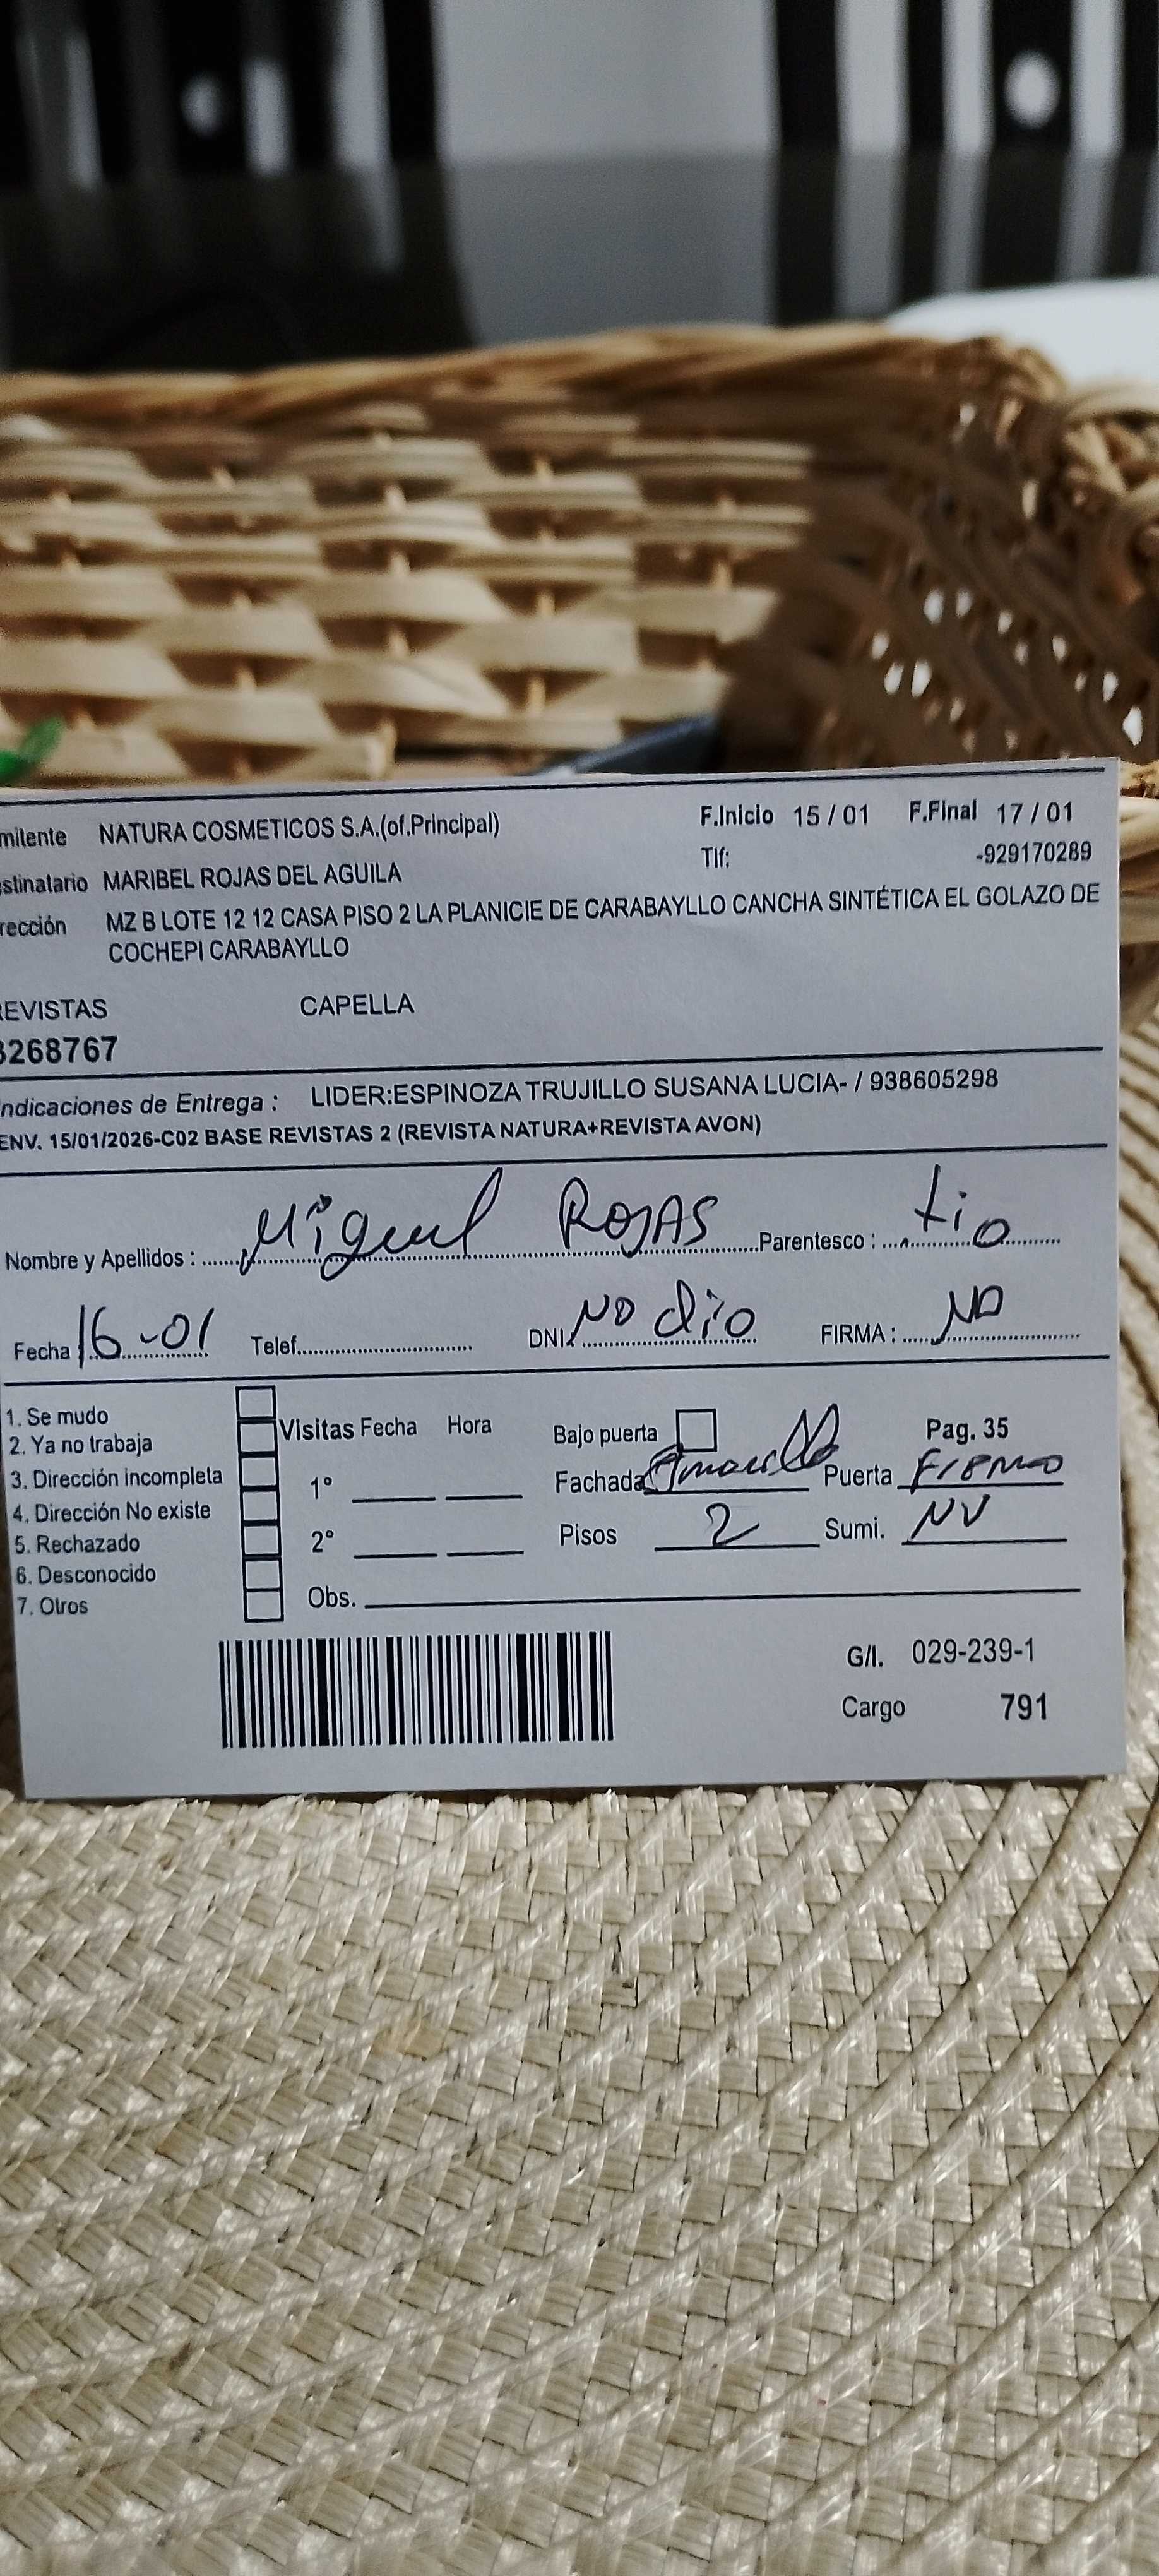 milente NATURA COSMETICOS S.A.(of.Principal) F.Inicio 15 / 01 F.Final 17 / 01
stinatario MARIBEL ROJAS DEL AGUILA Tlf: -929170289
rección MZ B LOTE 12 12 CASA PISO 2 LA PLANICIE DE CARABAYLLO CANCHA SINTÉTICA EL GOLAZO DE
COCHEPI CARABAYLLO
REVISTAS CAPELLA
3268767
Indicaciones de Entrega : LIDER:ESPINOZA TRUJILLO SUSANA LUCIA- / 938605298
ENV. 15/01/2026-C02 BASE REVISTAS 2 (REVISTA NATURA+REVISTA AVON)
Nombre y Apellidos : Miguel ROJAS Parentesco : tio
Fecha 16-01 Telef. DNI NO dio FIRMA : NO
1. Se mudo
2. Ya no trabaja
3. Dirección incompleta
4. Dirección No existe
5. Rechazado
6. Desconocido
7. Otros
Visitas Fecha Hora
1°
2°
Obs.
Bajo puerta Pag. 35
Fachada Amarillo Puerta FIERRO
Pisos 2 Sumi. NV
G/I. 029-239-1
Cargo 791